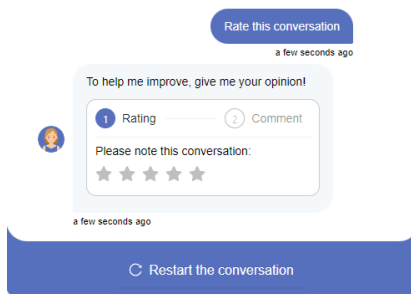 Rate this conversation
a few seconds ago
To help me improve, give me your opinion!
1 Rating 2 Comment
Please note this conversation:
a few seconds ago
Restart the conversation